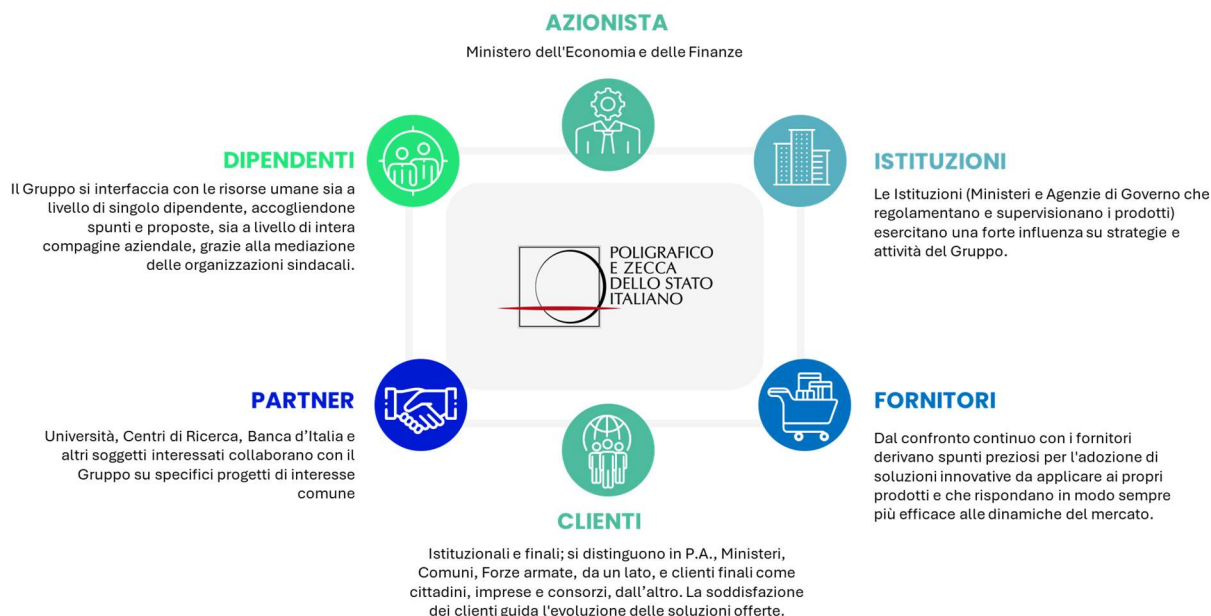 AZIONISTA
Ministero dell'Economia e delle Finanze
DIPENDENTI
Il Gruppo si interfaccia con le risorse umane sia a
livello di singolo dipendente, accogliendone
spunti e proposte, sia a livello di intera
compagine aziendale, grazie alla mediazione
delle organizzazioni sindacali.
ISTITUZIONI
Le Istituzioni (Ministeri e Agenzie di Governo che
regolamentano e supervisionano i prodotti)
esercitano una forte influenza su strategie e
attività del Gruppo.
POLIGRAFICO
E ZECCA
DELLO STATO
ITALIANO
PARTNER
Università, Centri di Ricerca, Banca d’Italia e
altri soggetti interessati collaborano con il
Gruppo su specifici progetti di interesse
comune
FORNITORI
Dal confronto continuo con i fornitori
derivano spunti preziosi per l'adozione di
soluzioni innovative da applicare ai propri
prodotti e che rispondano in modo sempre
più efficace alle dinamiche del mercato.
CLIENTI
Istituzionali e finali; si distinguono in P.A., Ministeri,
Comuni, Forze armate, da un lato, e clienti finali come
cittadini, imprese e consorzi, dall’altro. La soddisfazione
dei clienti guida l'evoluzione delle soluzioni offerte.